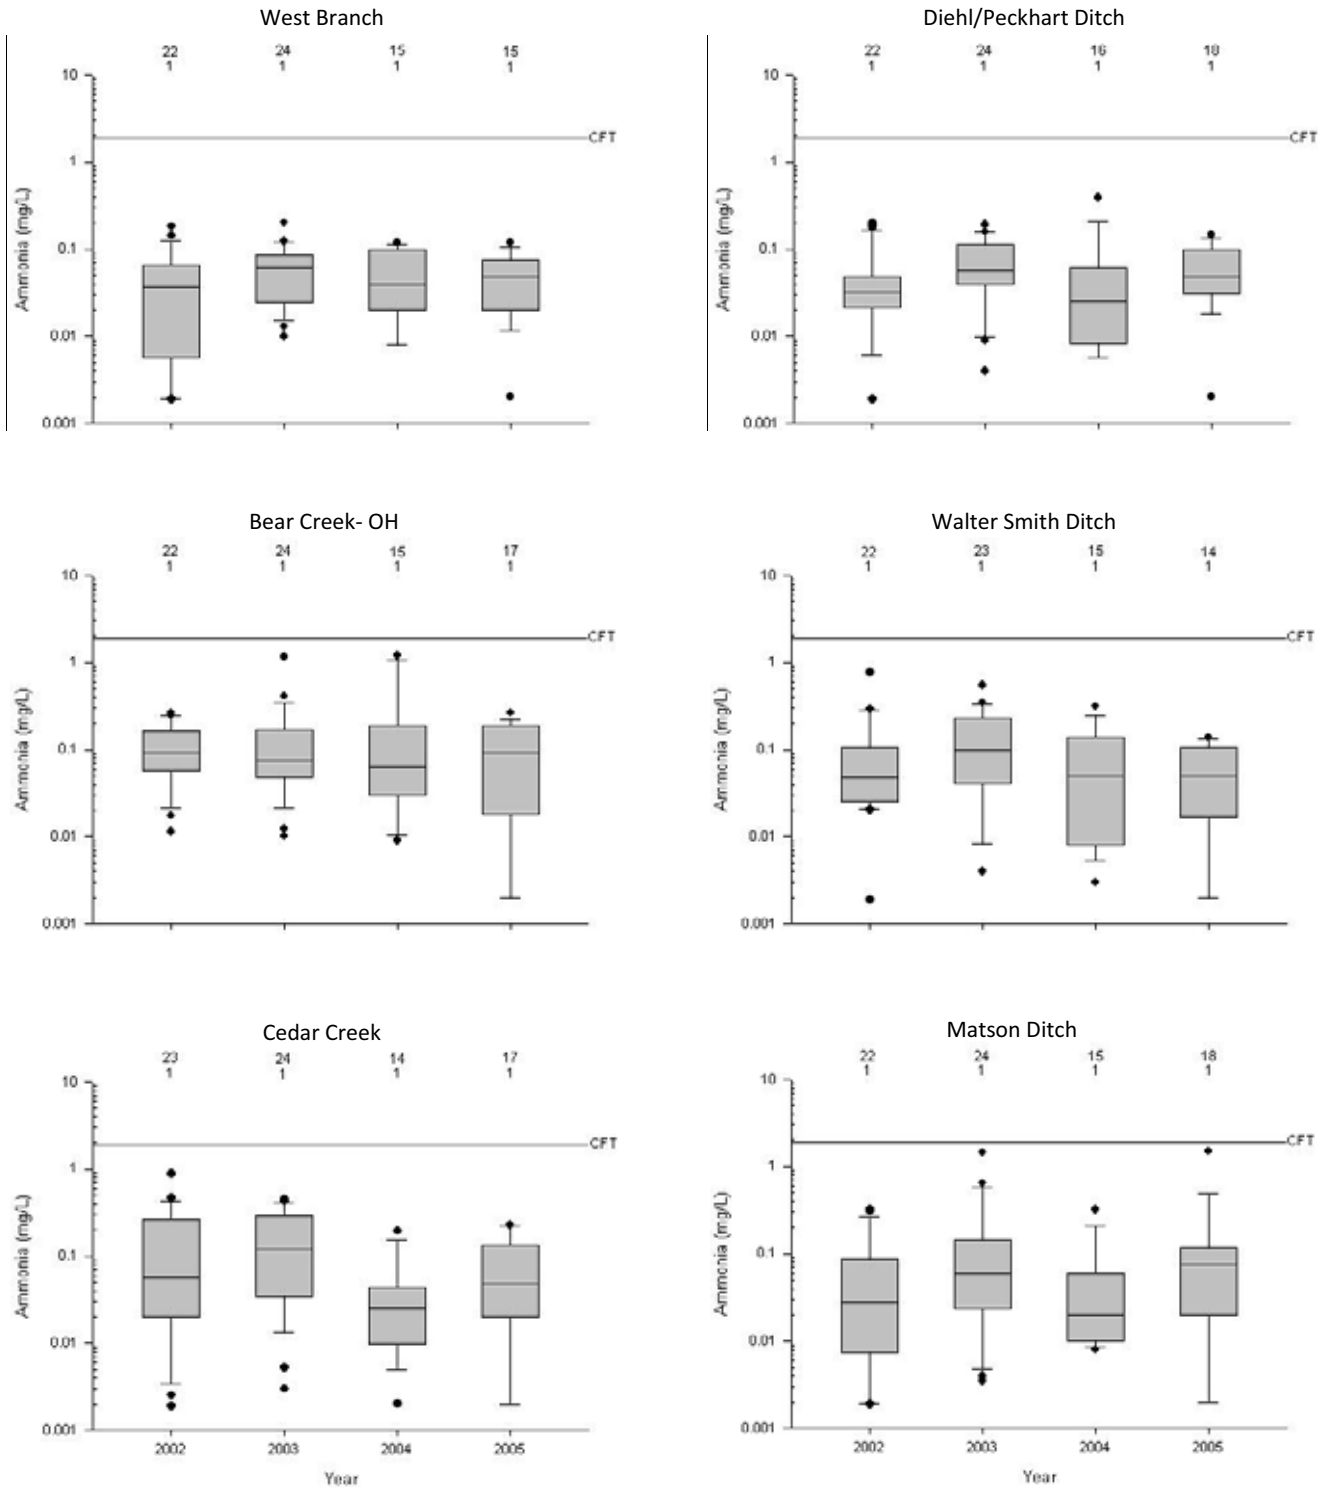 West Branch
22 24 15 15
1 1 1 1
10
CFT
1
0.1
0.01
0.001
Ammonia (mg/L)
Diehl/Peckhart Ditch
22 24 16 18
1 1 1 1
10
CFT
1
0.1
0.01
0.001
Ammonia (mg/L)
Bear Creek- OH
22 24 15 17
1 1 1 1
10
CFT
1
0.1
0.01
0.001
Ammonia (mg/L)
Walter Smith Ditch
22 23 15 14
1 1 1 1
10
CFT
1
0.1
0.01
0.001
Ammonia (mg/L)
Cedar Creek
23 24 14 17
1 1 1 1
10
CFT
1
0.1
0.01
0.001
Ammonia (mg/L)
2002 2003 2004 2005
Year
Matson Ditch
22 24 15 18
1 1 1 1
10
CFT
1
0.1
0.01
0.001
Ammonia (mg/L)
2002 2003 2004 2005
Year